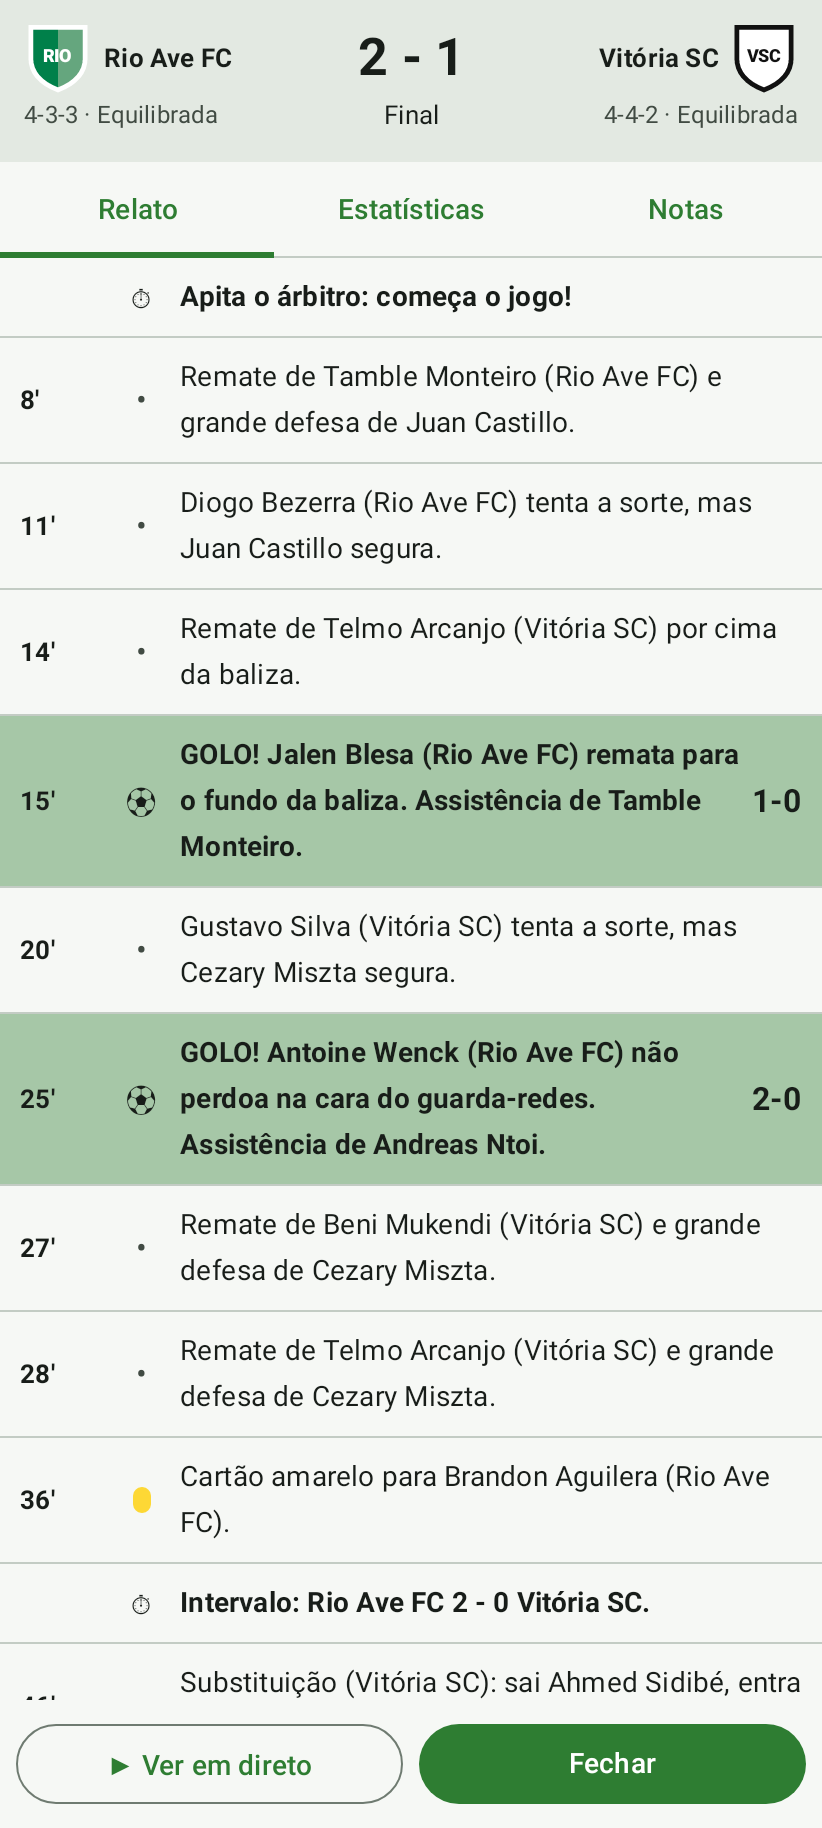 RIO
Rio Ave FC
2 - 1
Vitória SC
VSC
4-3-3 · Equilibrada
Final
4-4-2 · Equilibrada
Relato
Estatísticas
Notas
Apita o árbitro: começa o jogo!
8'
Remate de Tamble Monteiro (Rio Ave FC) e
grande defesa de Juan Castillo.
11'
Diogo Bezerra (Rio Ave FC) tenta a sorte, mas
Juan Castillo segura.
14'
Remate de Telmo Arcanjo (Vitória SC) por cima
da baliza.
15'
GOLO! Jalen Blesa (Rio Ave FC) remata para
o fundo da baliza. Assistência de Tamble
Monteiro.
1-0
20'
Gustavo Silva (Vitória SC) tenta a sorte, mas
Cezary Miszta segura.
25'
GOLO! Antoine Wenck (Rio Ave FC) não
perdoa na cara do guarda-redes.
Assistência de Andreas Ntoi.
2-0
27'
Remate de Beni Mukendi (Vitória SC) e grande
defesa de Cezary Miszta.
28'
Remate de Telmo Arcanjo (Vitória SC) e grande
defesa de Cezary Miszta.
36'
Cartão amarelo para Brandon Aguilera (Rio Ave
FC).
Intervalo: Rio Ave FC 2 - 0 Vitória SC.
Substituição (Vitória SC): sai Ahmed Sidibé, entra
► Ver em direto
Fechar